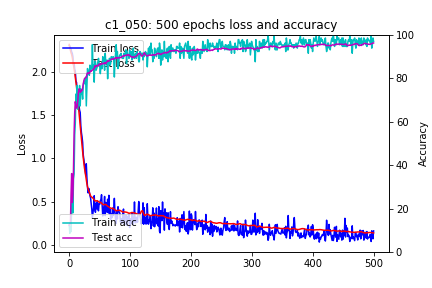 c1_050: 500 epochs loss and accuracy
Train loss
Test loss
Train acc
Test acc
Loss
Accuracy
2.0
1.5
1.0
0.5
0.0
100
80
60
40
20
0
0 100 200 300 400 500